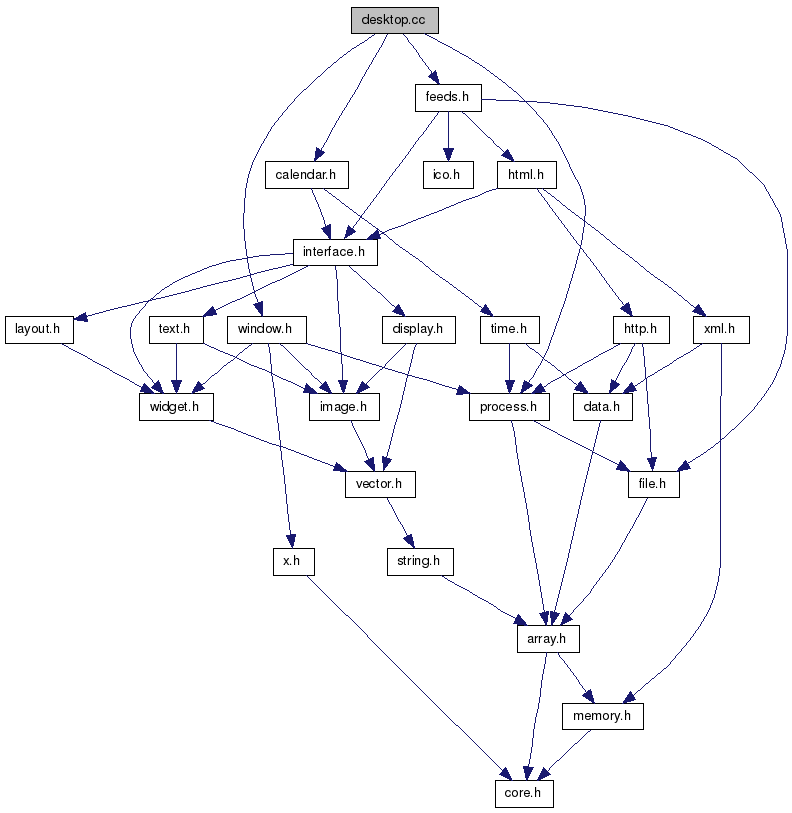 desktop.cc
feeds.h
calendar.h
ico.h
html.h
interface.h
layout.h
text.h
window.h
display.h
time.h
http.h
xml.h
widget.h
image.h
process.h
data.h
vector.h
file.h
x.h
string.h
array.h
memory.h
core.h